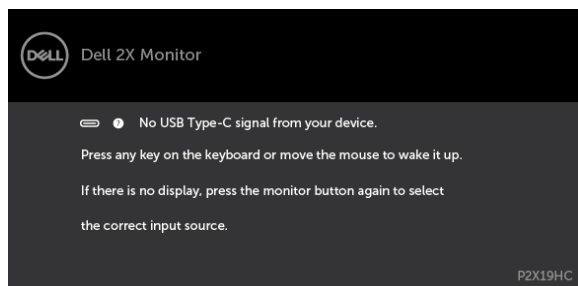 DELL
Dell 2X Monitor
? No USB Type-C signal from your device.
Press any key on the keyboard or move the mouse to wake it up.
If there is no display, press the monitor button again to select
the correct input source.
P2X19HC